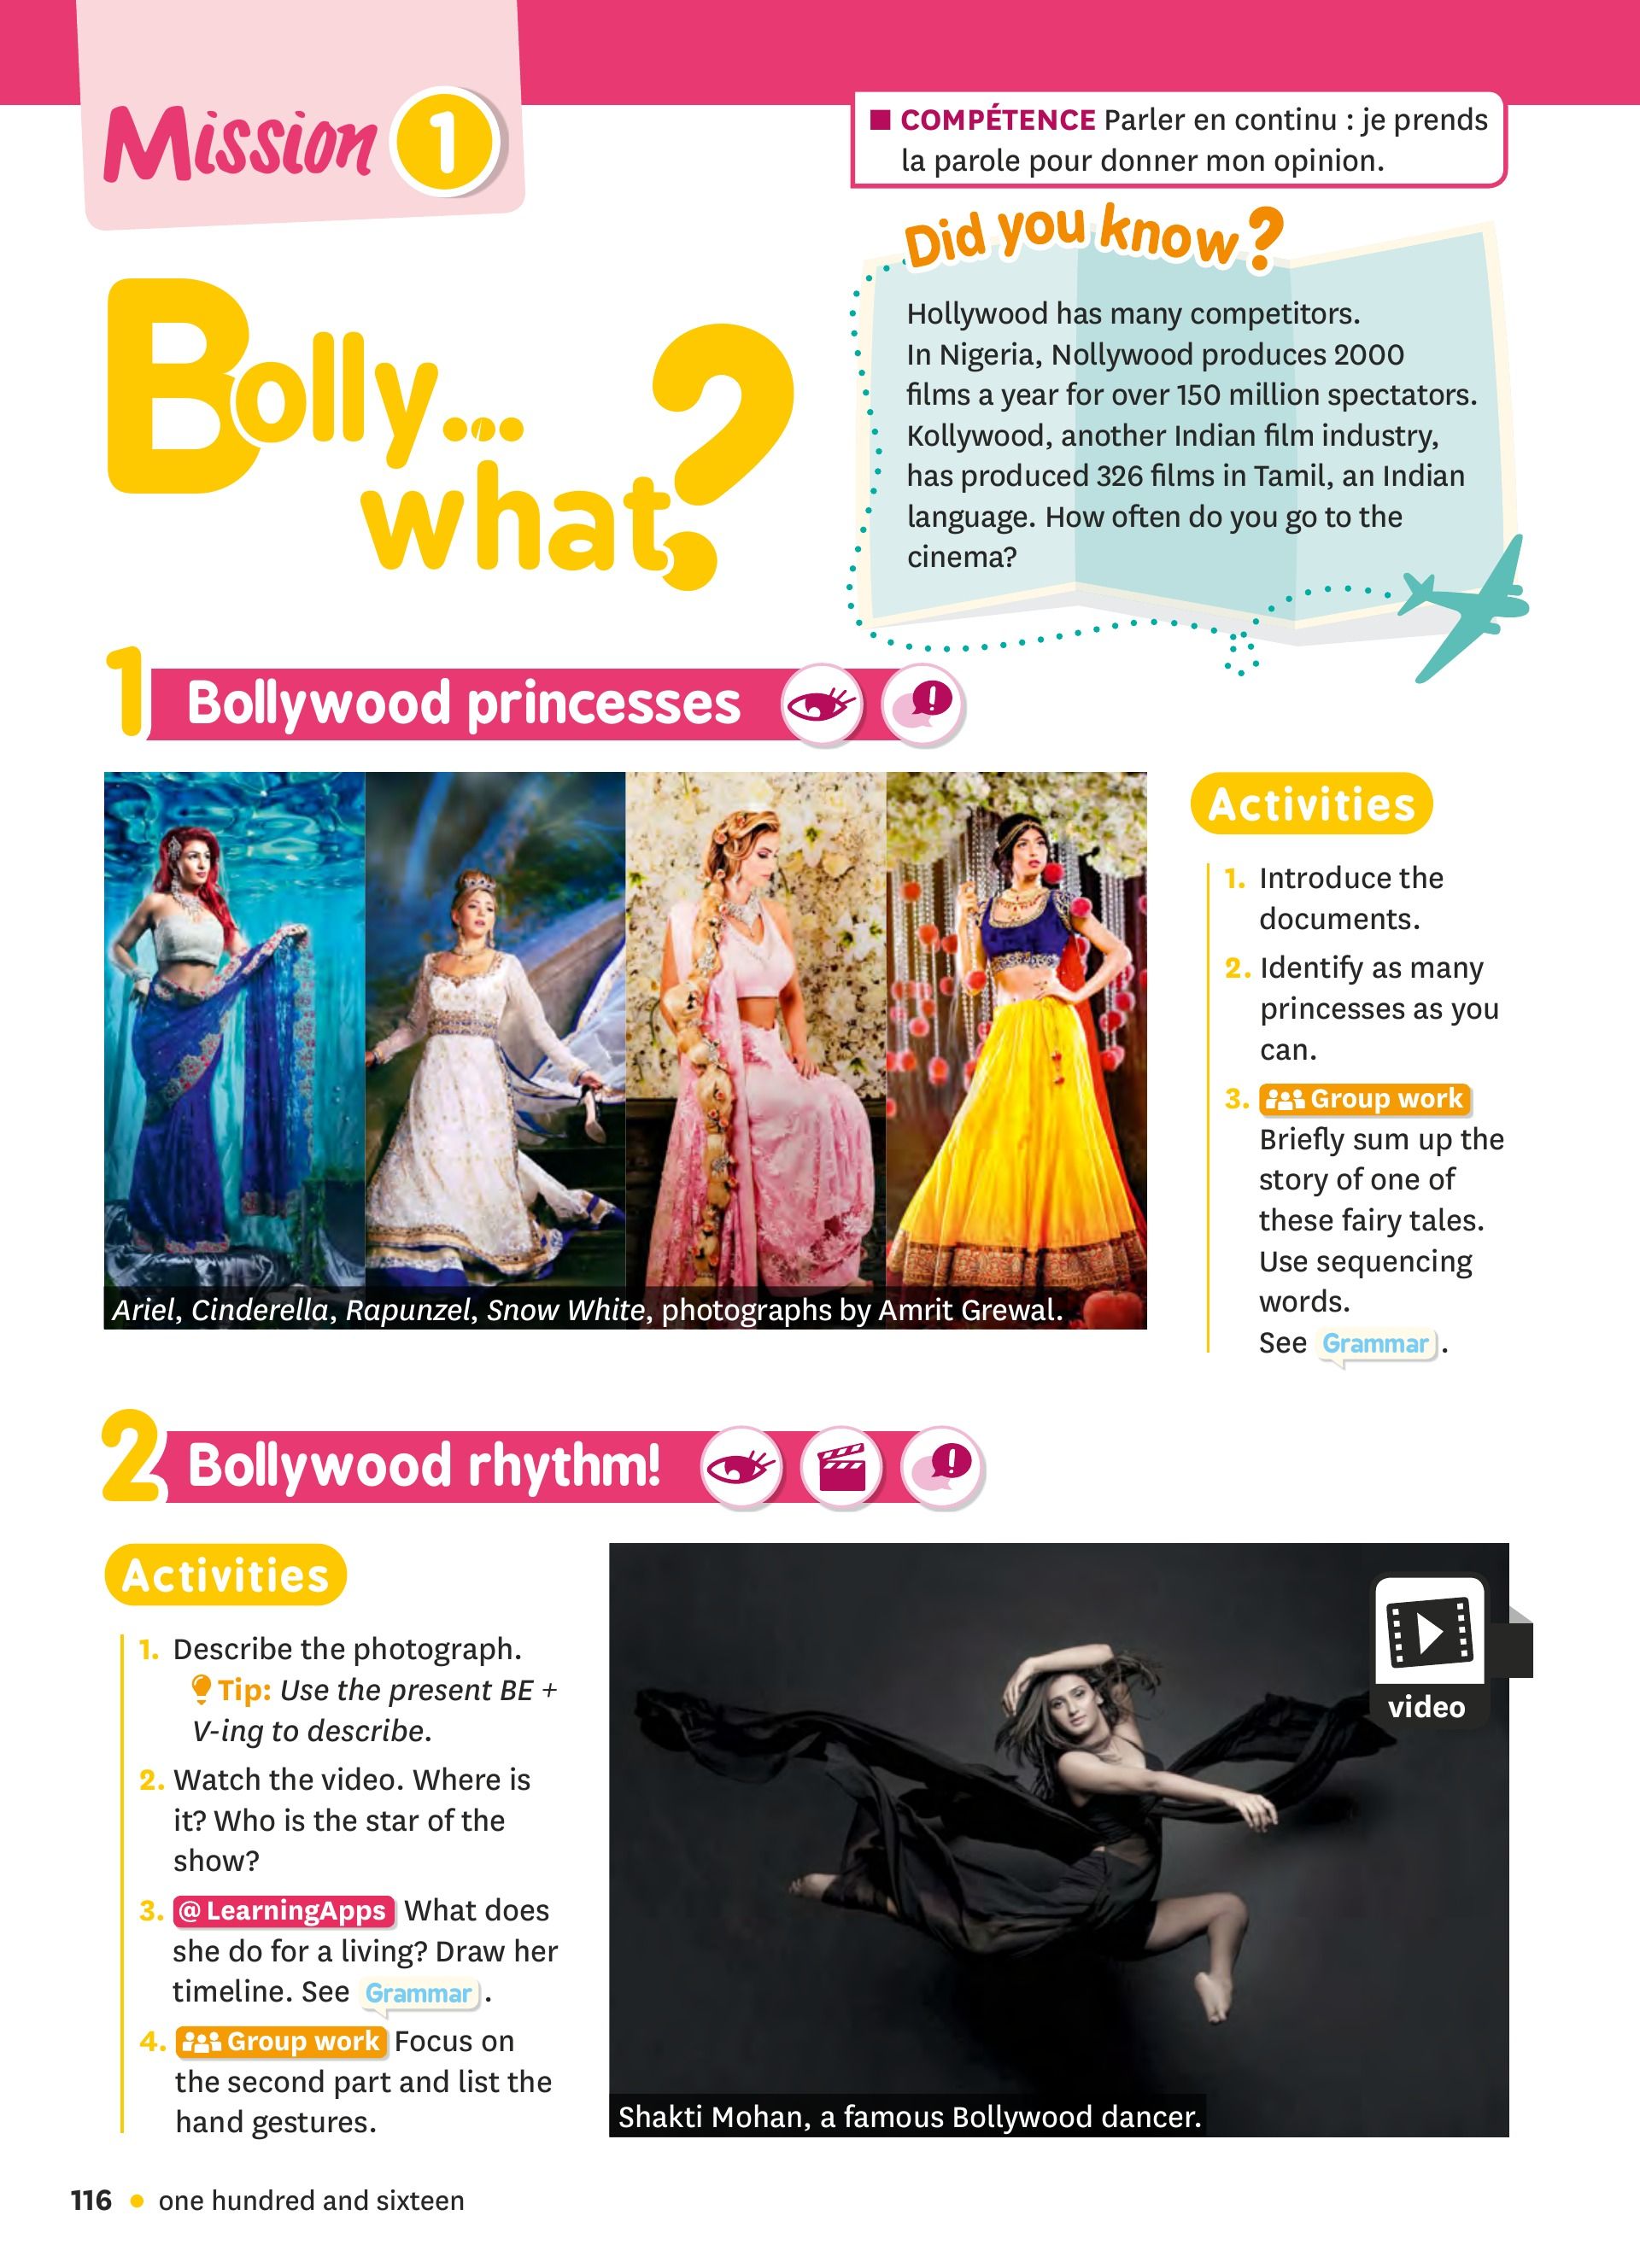 Mission 1
■ COMPÉTENCE Parler en continu : je prends
la parole pour donner mon opinion.
Did you know?
Hollywood has many competitors.
In Nigeria, Nollywood produces 2000
films a year for over 150 million spectators.
Kollywood, another Indian film industry,
has produced 326 films in Tamil, an Indian
language. How often do you go to the
cinema?
Bolly...
what?
1 Bollywood princesses
Ariel, Cinderella, Rapunzel, Snow White, photographs by Amrit Grewal.
Activities
1. Introduce the
documents.
2. Identify as many
princesses as you
can.
3. Group work
Briefly sum up the
story of one of
these fairy tales.
Use sequencing
words.
See Grammar.
2 Bollywood rhythm!
Activities
1. Describe the photograph.
Tip: Use the present BE +
V-ing to describe.
2. Watch the video. Where is
it? Who is the star of the
show?
3. @ LearningApps What does
she do for a living? Draw her
timeline. See Grammar.
4. Group work Focus on
the second part and list the
hand gestures.
video
Shakti Mohan, a famous Bollywood dancer.
116 • one hundred and sixteen